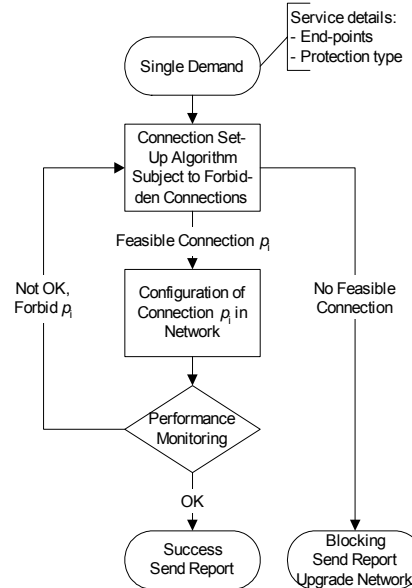 Service details:
- End-points
- Protection type
Single Demand
Connection Set-
Up Algorithm
Subject to Forbid-
den Connections
Feasible Connection pi
Not OK,
Forbid pi
Configuration of
Connection pi in
Network
No Feasible
Connection
Performance
Monitoring
OK
Success
Send Report
Blocking
Send Report
Upgrade Network